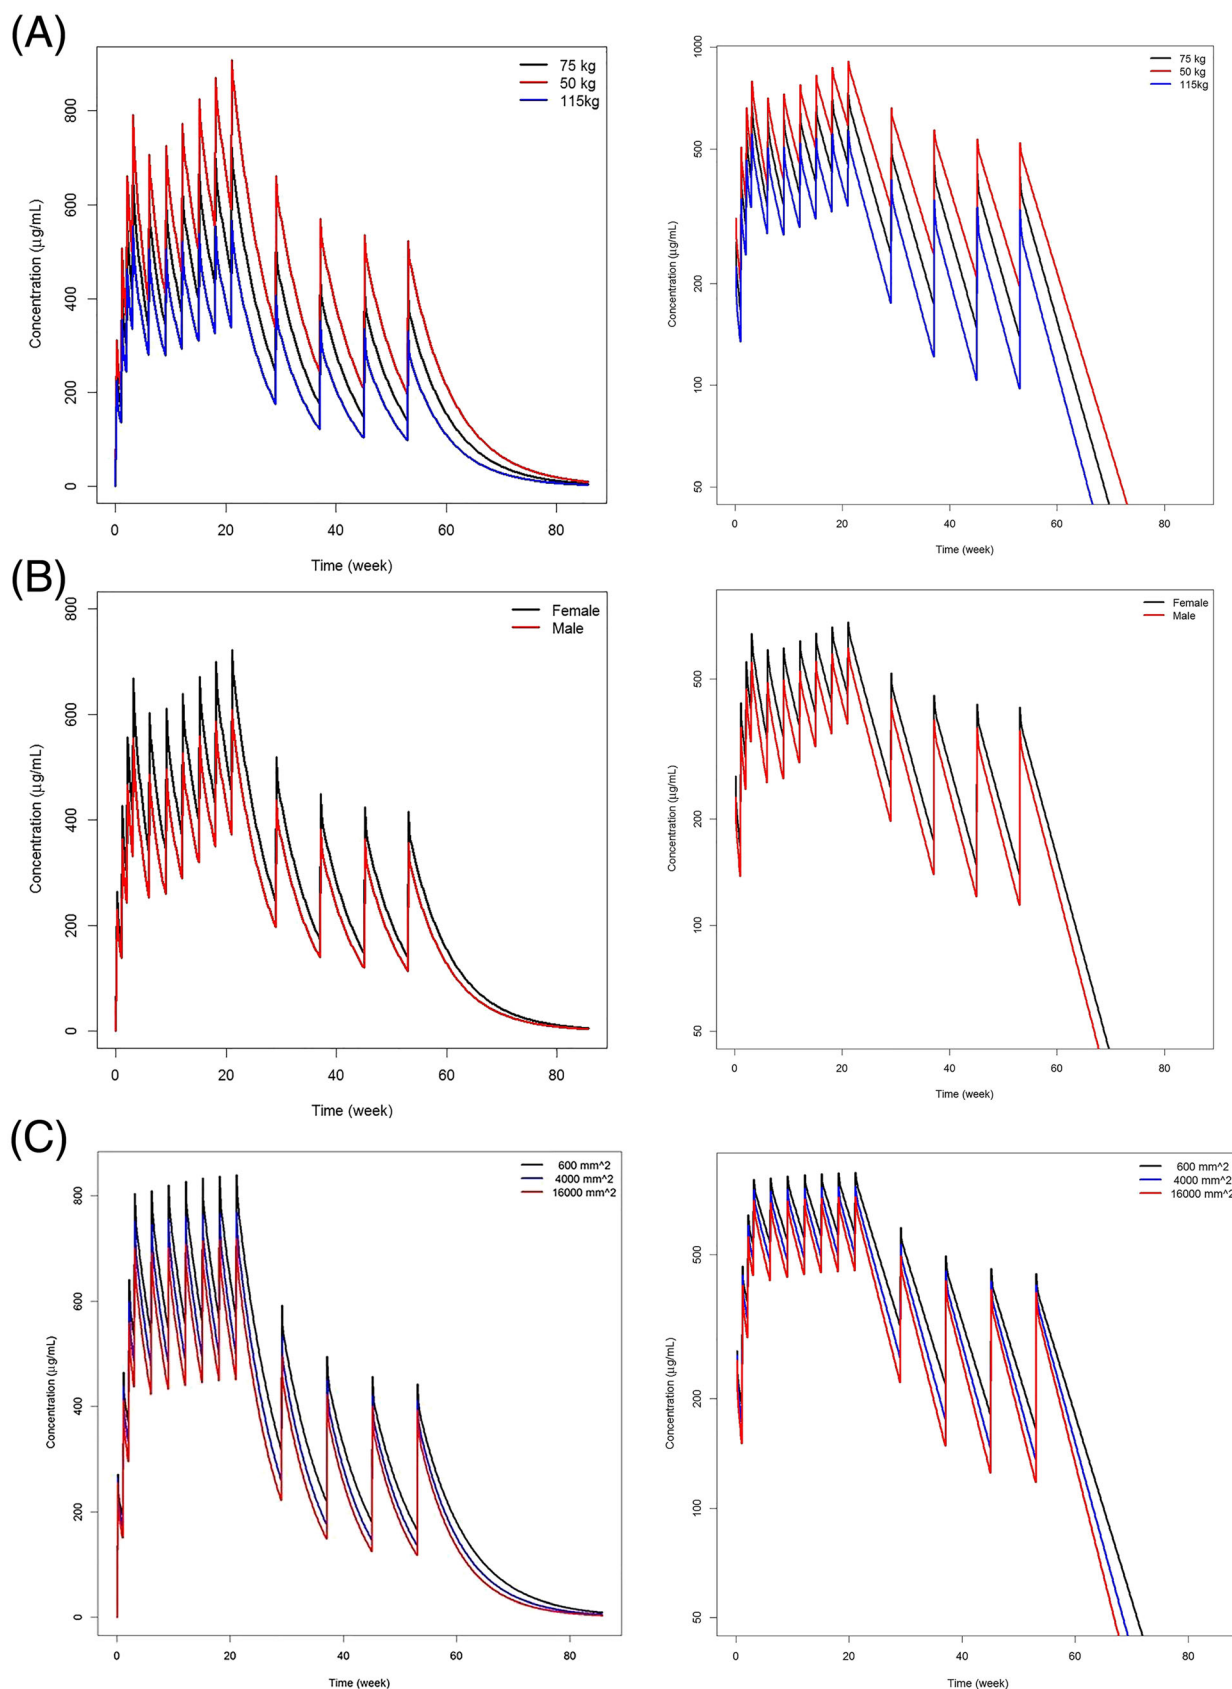 (A)
75 kg
50 kg
115kg
800
600
400
200
0
Concentration (µg/mL)
0 20 40 60 80
Time (week)
75 kg
50 kg
115kg
1000
500
200
100
50
Concentration (µg/mL)
0 20 40 60 80
Time (week)
(B)
Female
Male
800
600
400
200
0
Concentration (µg/mL)
0 20 40 60 80
Time (week)
Female
Male
500
200
100
50
Concentration (µg/mL)
0 20 40 60 80
Time (week)
(C)
600 mm^2
4000 mm^2
16000 mm^2
800
600
400
200
0
Concentration (µg/mL)
0 20 40 60 80
Time (week)
600 mm^2
4000 mm^2
16000 mm^2
500
200
100
50
Concentration (µg/mL)
0 20 40 60 80
Time (week)